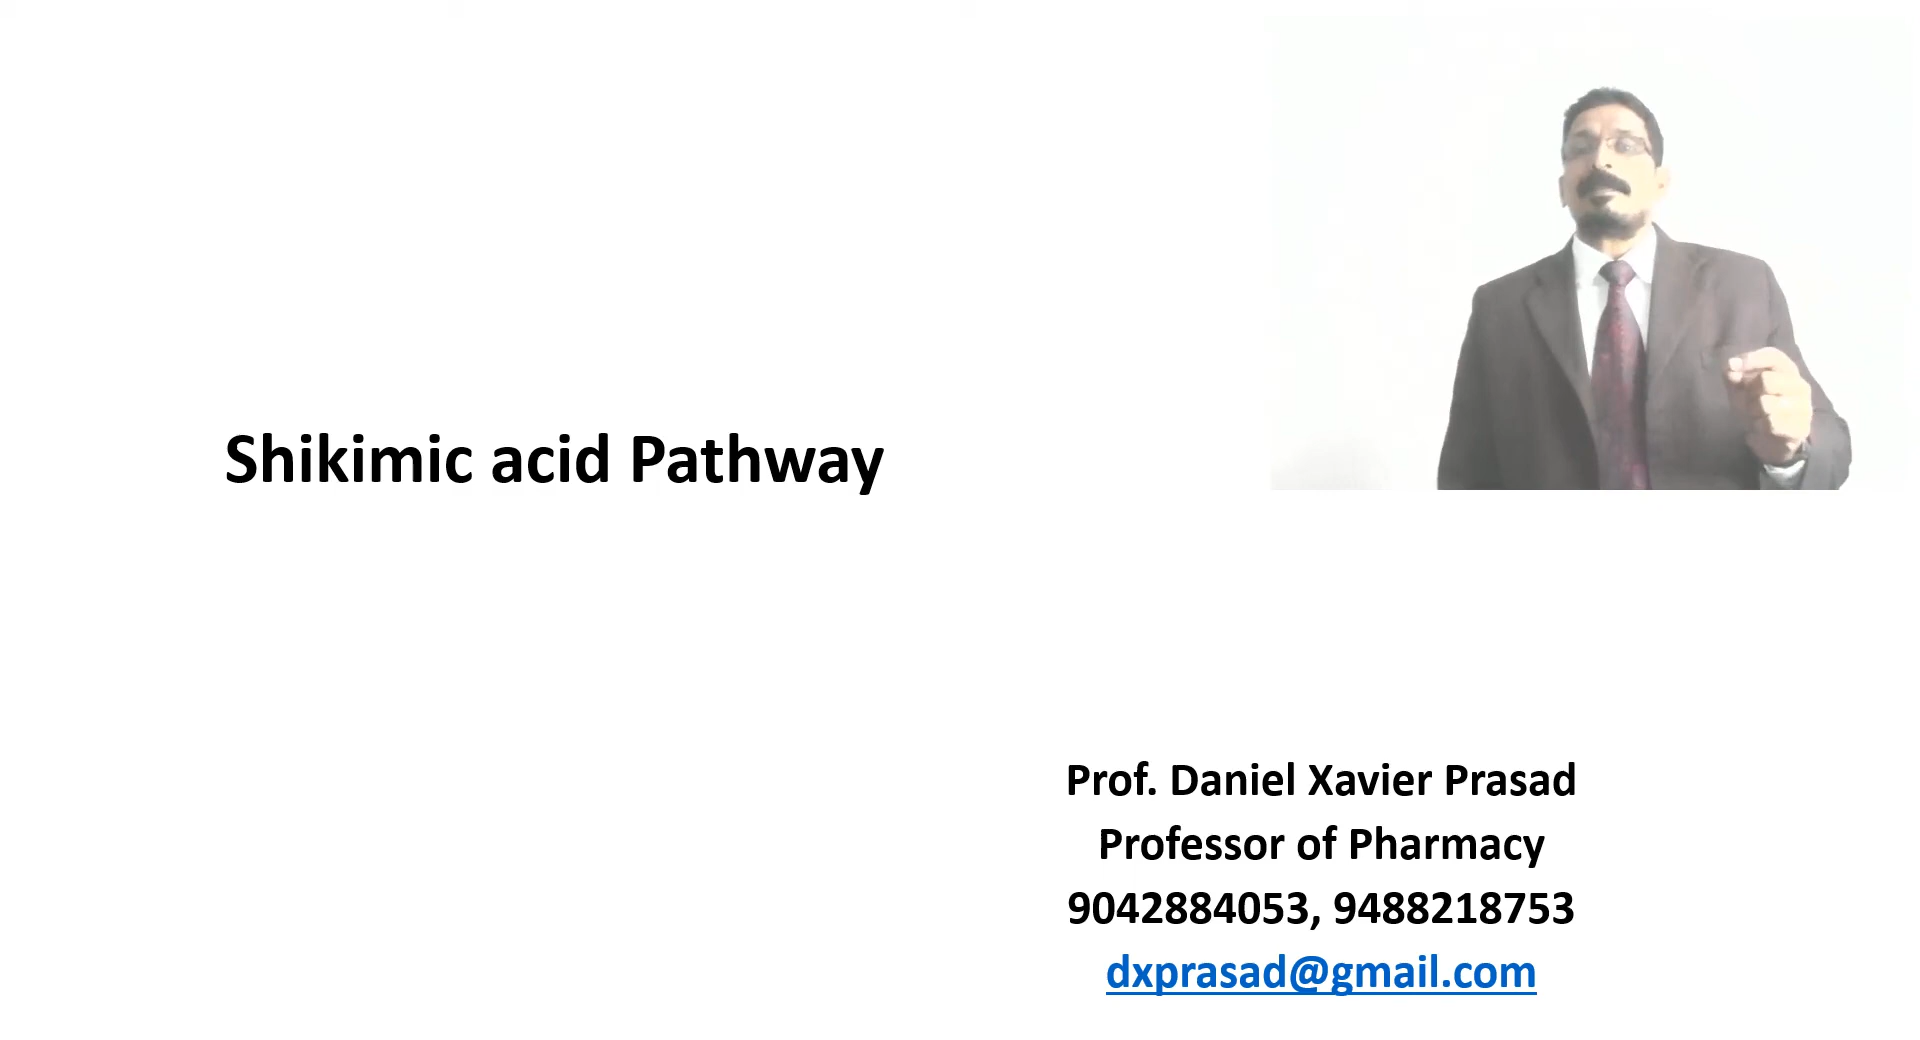 Shikimic acid Pathway
Prof. Daniel Xavier Prasad
Professor of Pharmacy
9042884053, 9488218753
dxprasad@gmail.com